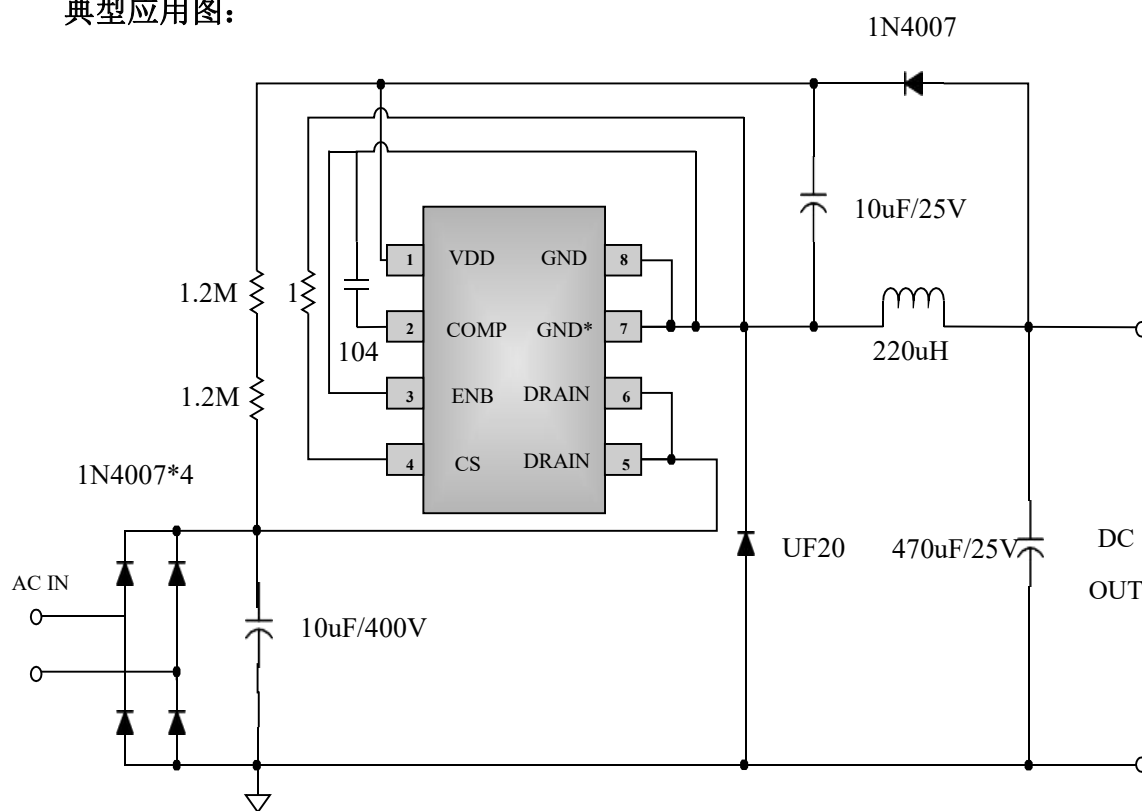 典型应用图：
1N4007
10uF/25V
1 VDD GND 8
1.2M 1
2 COMP GND* 7
104
220uH
1.2M
3 ENB DRAIN 6
4 CS DRAIN 5
1N4007*4
UF20 470uF/25V DC
AC IN
OUT
10uF/400V